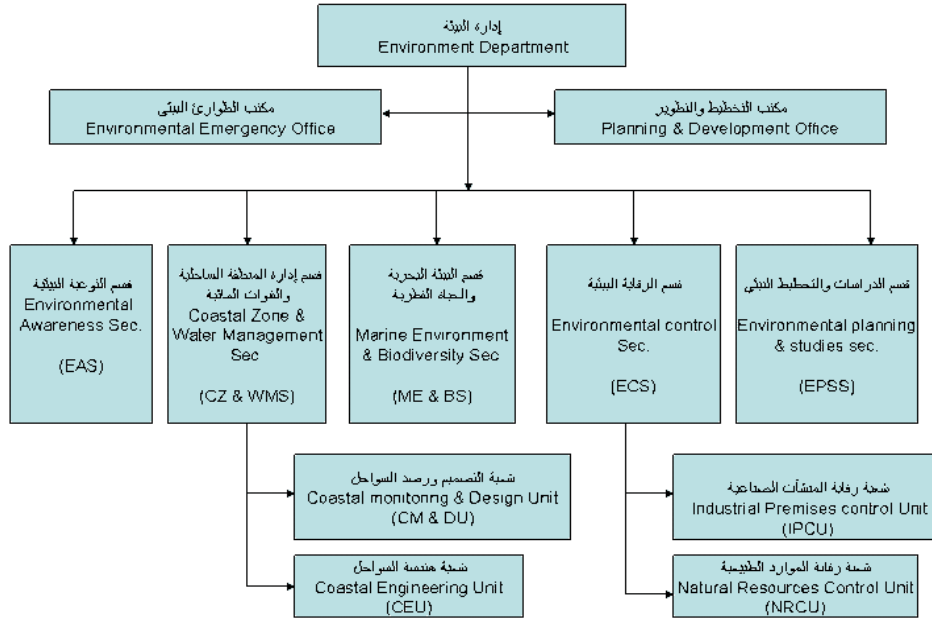 إدارة البيئة
Environment Department
مكتب الطوارئ البيئي
Environmental Emergency Office
مكتب التخطيط والتطوير
Planning & Development Office
قسم التوعية البيئية
Environmental
Awareness Sec.
(EAS)
قسم إدارة المنطقة الساحلية
والقنوات المائية
Coastal Zone &
Water Management
Sec
(CZ & WMS)
قسم البيئة البحرية
والحياة الفطرية
Marine Environment
& Biodiversity Sec
(ME & BS)
قسم الرقابة البيئية
Environmental control
Sec.
(ECS)
قسم الدراسات والتخطيط البيئي
Environmental planning
& studies sec.
(EPSS)
شعبة التصميم ورصد السواحل
Coastal monitoring & Design Unit
(CM & DU)
شعبة هندسة السواحل
Coastal Engineering Unit
(CEU)
شعبة رقابة المنشآت الصناعية
Industrial Premises control Unit
(IPCU)
شعبة رقابة الموارد الطبيعية
Natural Resources Control Unit
(NRCU)